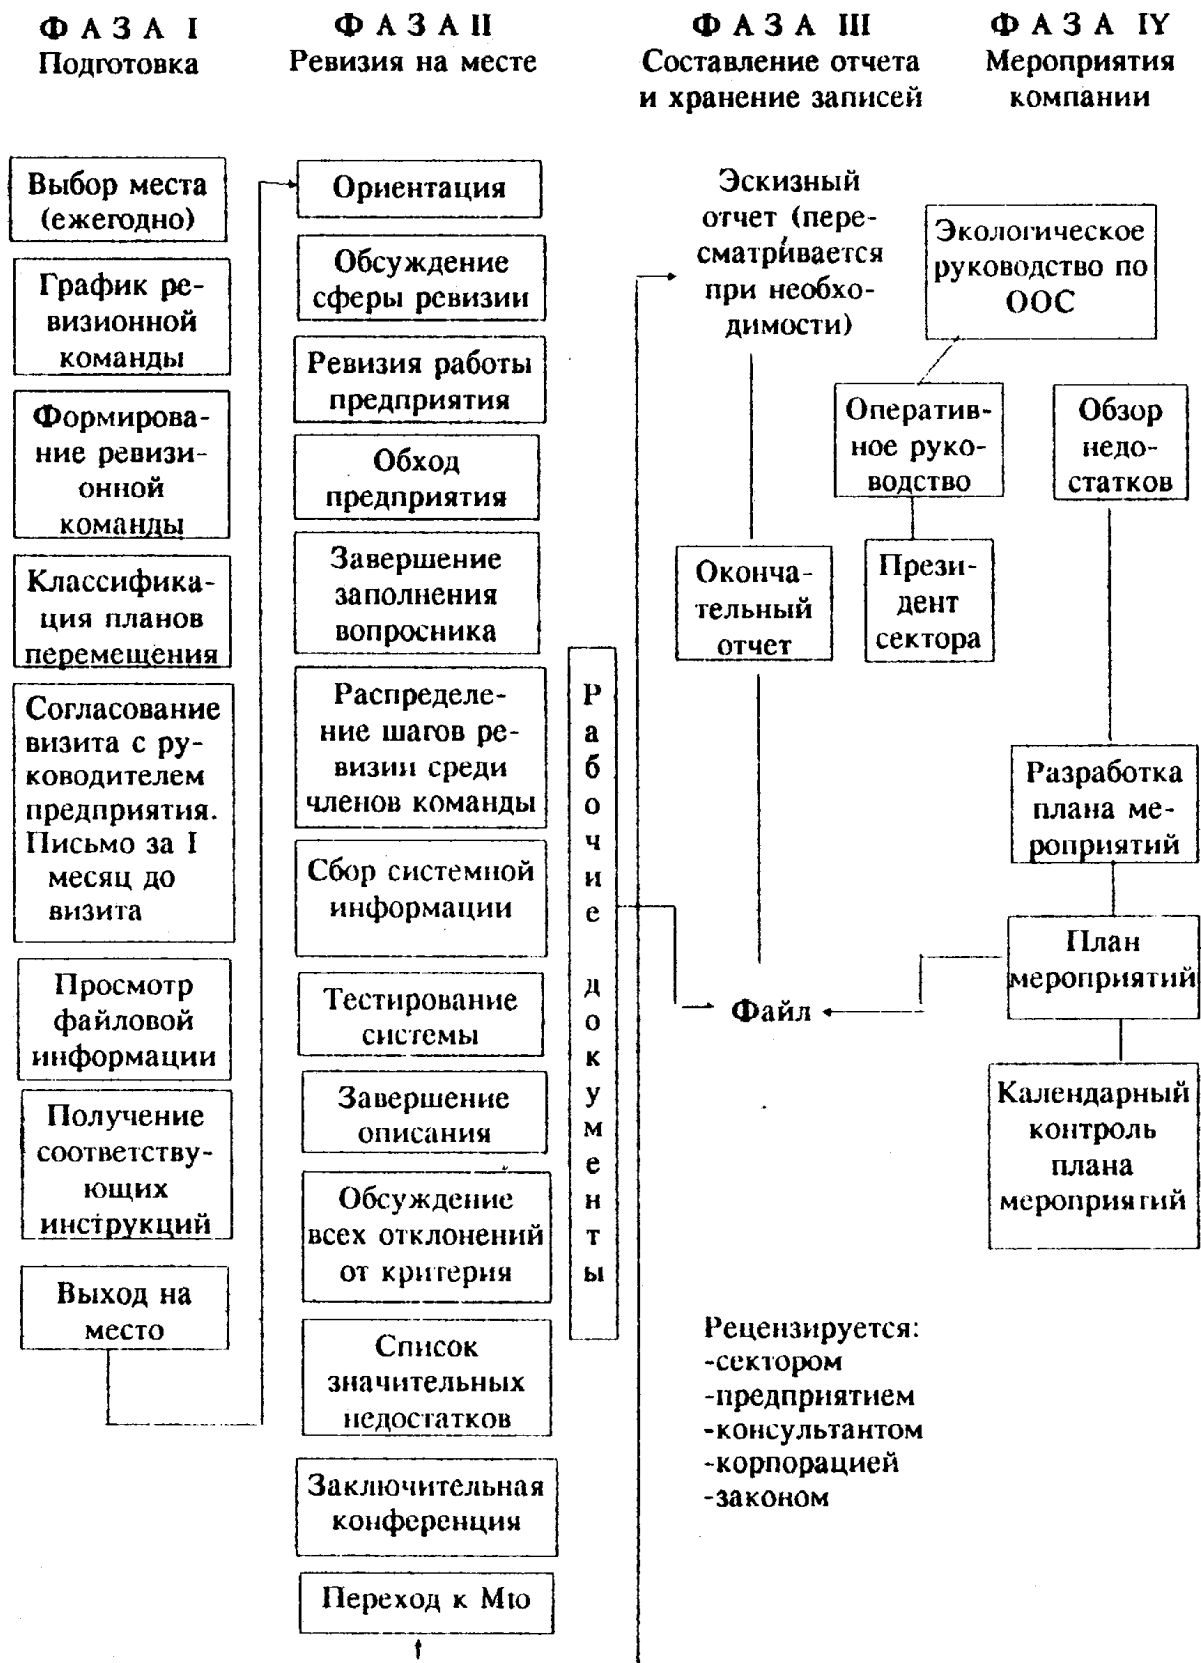 Ф А З А I
Подготовка
Выбор места
(ежегодно)
График ре-
визионной
команды
Формирова-
ние ревизи-
онной
команды
Классифика-
ция планов
перемещения
Согласование
визита с ру-
ководителем
предприятия.
Письмо за I
месяц до
визита
Просмотр
файловой
информации
Получение
соответству-
ющих
инструкций
Выход на
место
Ф А З А II
Ревизия на месте
Ориентация
Обсуждение
сферы ревизии
Ревизия работы
предприятия
Обход
предприятия
Завершение
заполнения
вопросника
Распределе-
ние шагов ре-
визии среди
членов команды
Сбор системной
информации
Тестирование
системы
Завершение
описания
Обсуждение
всех отклонений
от критерия
Список
значительных
недостатков
Заключительная
конференция
Переход к Mto
Рабочие документы
Ф А З А III
Составление отчета
и хранение записей
Эскизный
отчет (пере-
сматривается
при необхо-
димости)
Оконча-
тельный
отчет
Файл
Рецензируется:
-сектором
-предприятием
-консультантом
-корпорацией
-законом
Ф А З А IY
Мероприятия
компании
Экологическое
руководство по
ООС
Оператив-
ное руко-
водство
Прези-
дент
сектора
Обзор
недо-
статков
Разработка
плана ме-
роприятий
План
мероприятий
Календарный
контроль
плана
мероприятий